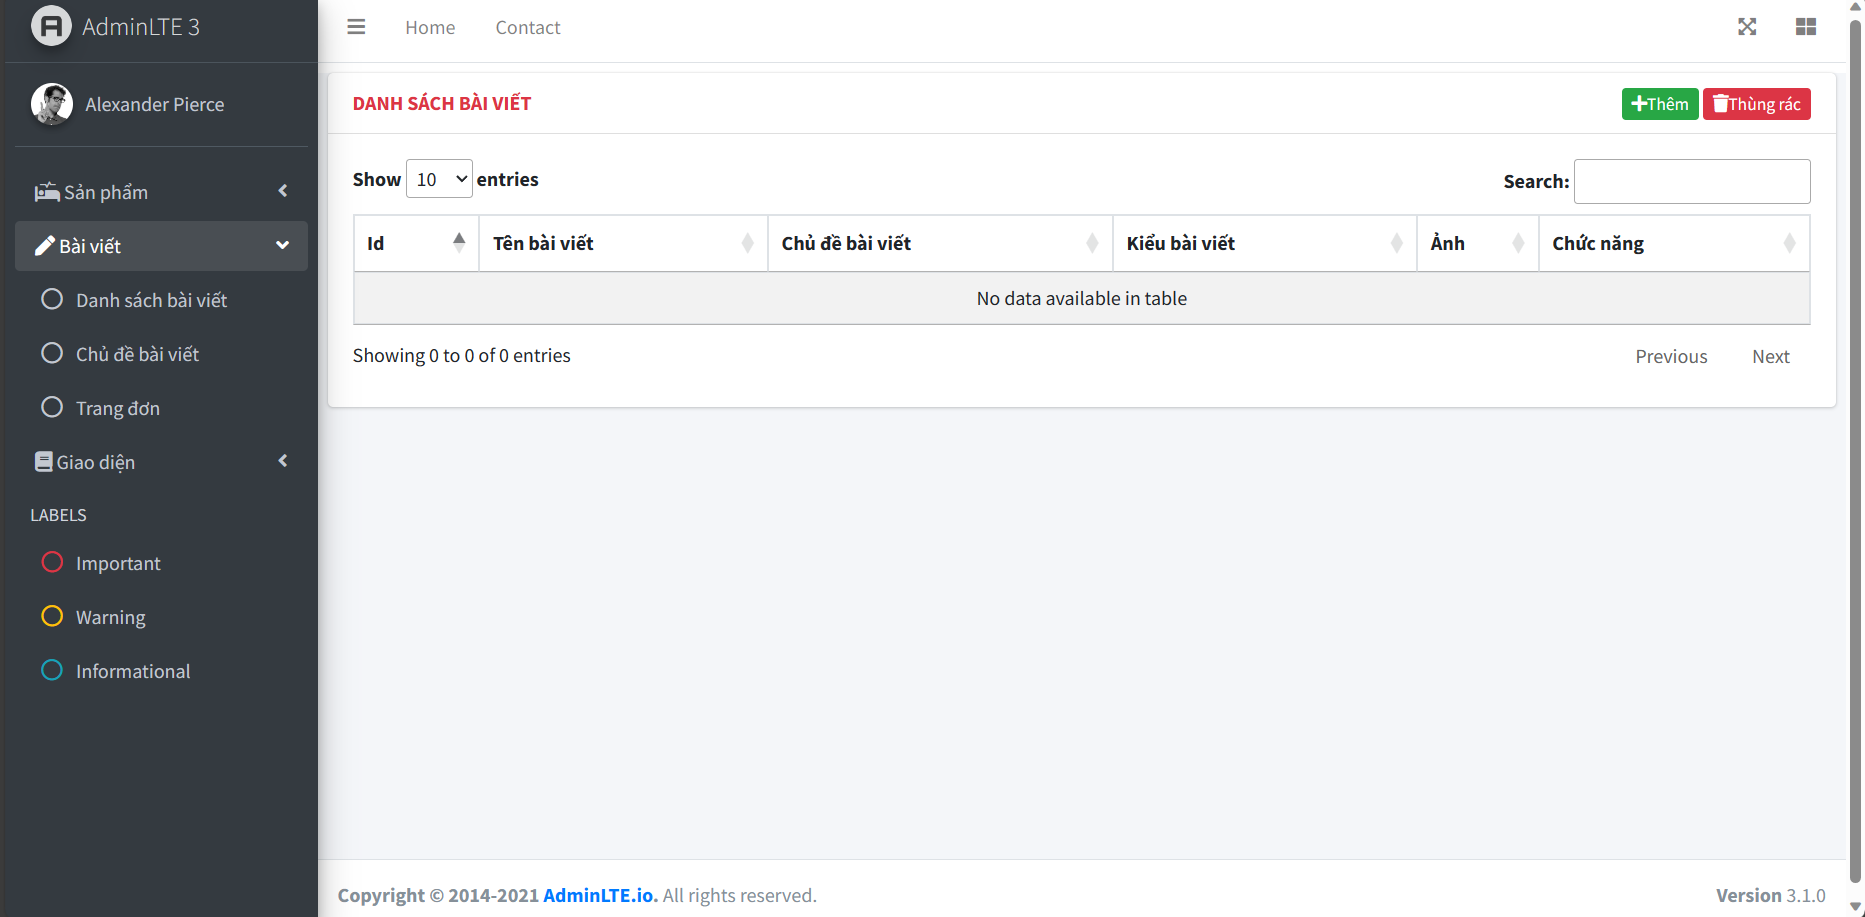 AdminLTE 3
Home Contact
Alexander Pierce
Sản phẩm
Bài viết
Danh sách bài viết
Chủ đề bài viết
Trang đơn
Giao diện
LABELS
Important
Warning
Informational
DANH SÁCH BÀI VIẾT
Thêm Thùng rác
Show 10 entries Search:
Id Tên bài viết Chủ đề bài viết Kiểu bài viết Ảnh Chức năng
No data available in table
Showing 0 to 0 of 0 entries Previous Next
Copyright © 2014-2021 AdminLTE.io. All rights reserved. Version 3.1.0